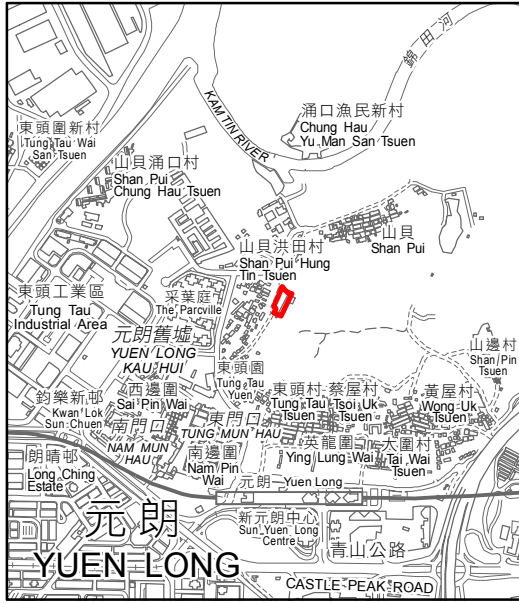 錦田河
KAM TIN RIVER
涌口漁民新村
Chung Hau
Yu Man San Tsuen
東頭圍新村
Tung Tau Wai
San Tsuen
山貝涌口村
Shan Pui
Chung Hau Tsuen
山貝
Shan Pui
山貝洪田村
Shan Pui Hung
Tin Tsuen
東頭工業區
Tung Tau
Industrial Area
采葉庭
The Parcville
元朗舊墟
YUEN LONG
KAU HUI
山邊村
Shan Pin
Tsuen
東頭園
Tung Tau
Yuen
鈞樂新邨
Kwan Lok
Sun Chuen
西邊圍
Sai Pin Wai
東頭村
Tung Tau
Tsuen
蔡屋村
Tsoi Uk
Tsuen
黃屋村
Wong Uk
Tsuen
南門口
NAM MUN
HAU
東門口
TUNG MUN HAU
英龍圍
Ying Lung Wai
大圍村
Tai Wai
Tsuen
朗晴邨
Long Ching
Estate
南邊圍
Nam Pin
Wai
元朗
Yuen Long
元朗
YUEN LONG
新元朗中心
Sun Yuen Long
Centre
青山公路
CASTLE PEAK ROAD